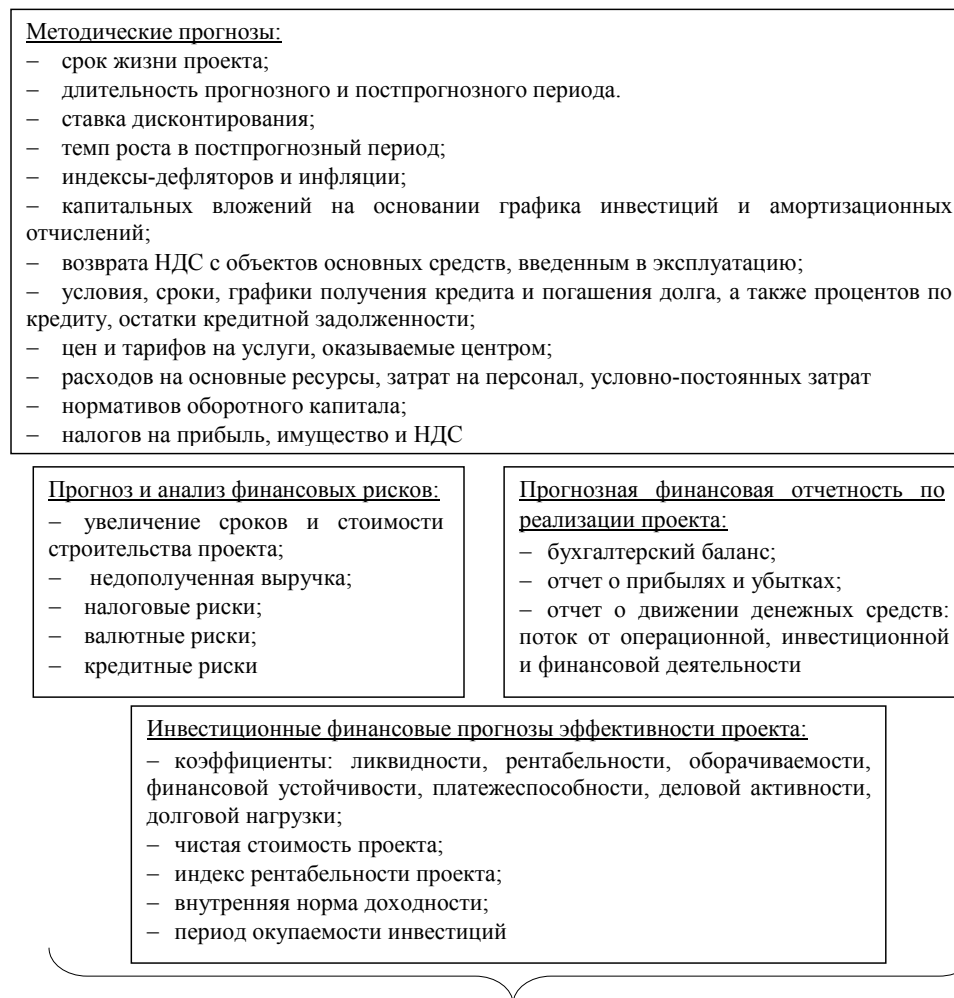 Методические прогнозы:
– срок жизни проекта;
– длительность прогнозного и постпрогнозного периода.
– ставка дисконтирования;
– темп роста в постпрогнозный период;
– индексы-дефляторов и инфляции;
– капитальных вложений на основании графика инвестиций и амортизационных
отчислений;
– возврата НДС с объектов основных средств, введенным в эксплуатацию;
– условия, сроки, графики получения кредита и погашения долга, а также процентов по
кредиту, остатки кредитной задолженности;
– цен и тарифов на услуги, оказываемые центром;
– расходов на основные ресурсы, затрат на персонал, условно-постоянных затрат
– нормативов оборотного капитала;
– налогов на прибыль, имущество и НДС
Прогноз и анализ финансовых рисков:
– увеличение сроков и стоимости
строительства проекта;
– недополученная выручка;
– налоговые риски;
– валютные риски;
– кредитные риски
Прогнозная финансовая отчетность по
реализации проекта:
– бухгалтерский баланс;
– отчет о прибылях и убытках;
– отчет о движении денежных средств:
поток от операционной, инвестиционной
и финансовой деятельности
Инвестиционные финансовые прогнозы эффективности проекта:
– коэффициенты: ликвидности, рентабельности, оборачиваемости,
финансовой устойчивости, платежеспособности, деловой активности,
долговой нагрузки;
– чистая стоимость проекта;
– индекс рентабельности проекта;
– внутренняя норма доходности;
– период окупаемости инвестиций